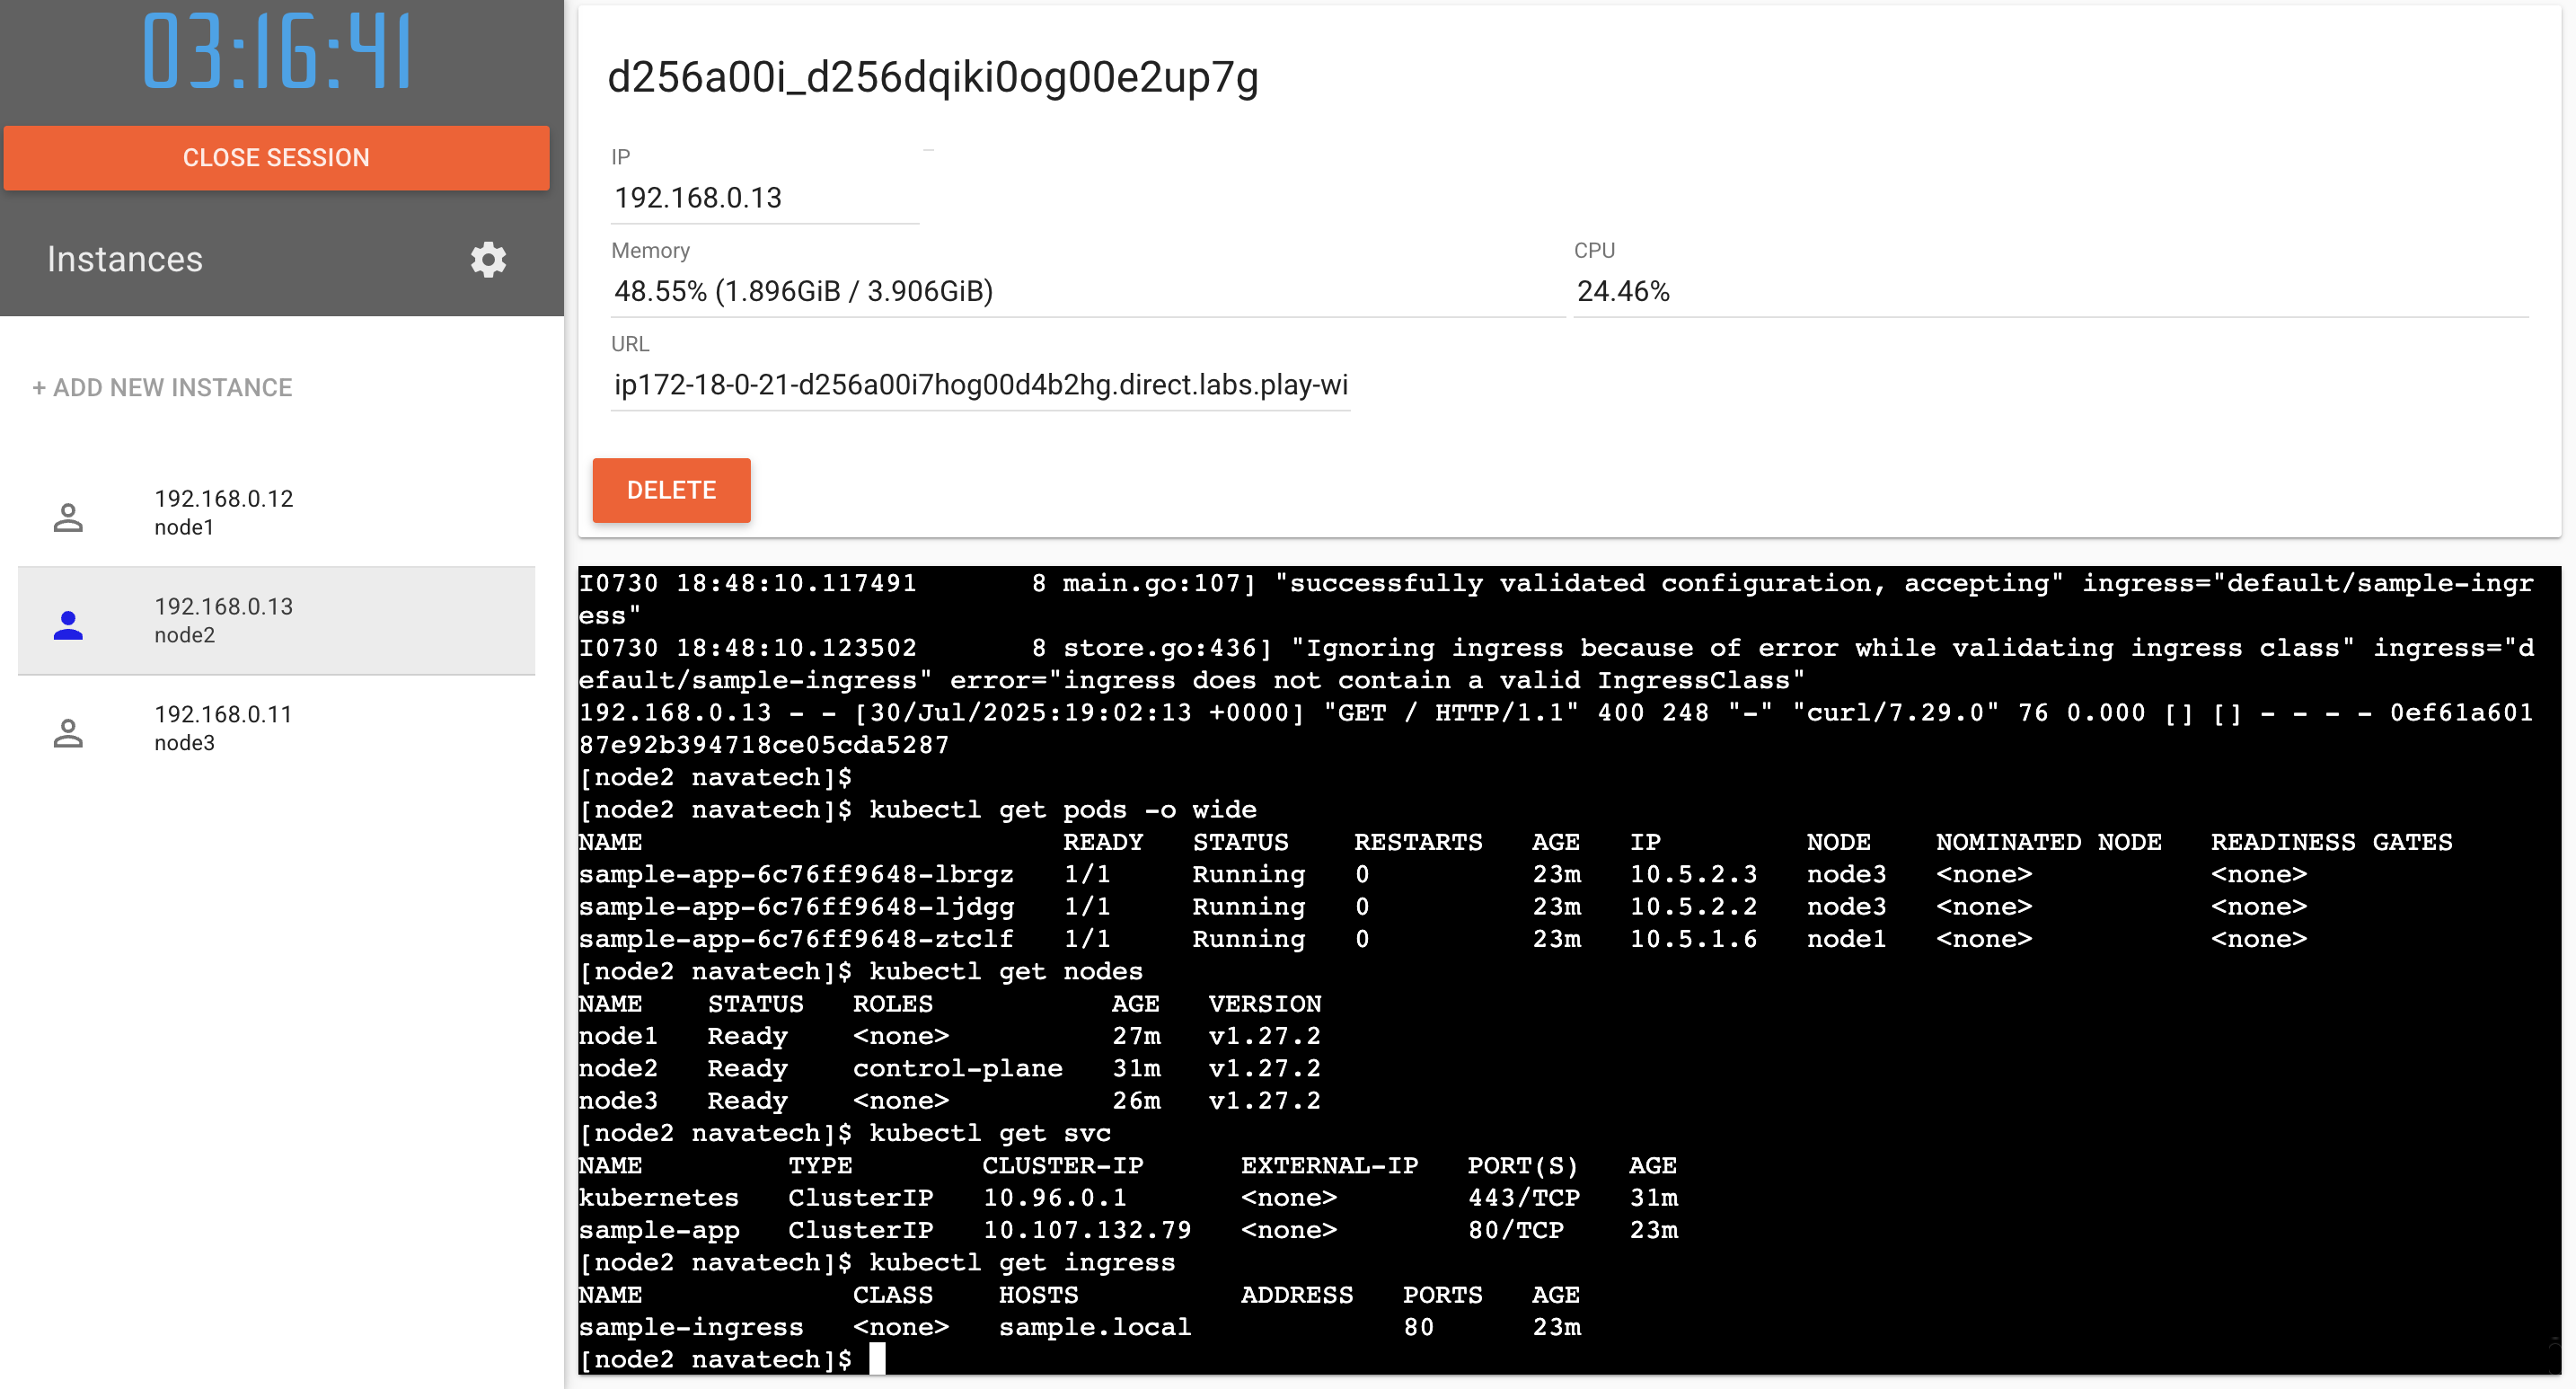 03:16:41
CLOSE SESSION
Instances
+ ADD NEW INSTANCE
192.168.0.12
node1
192.168.0.13
node2
192.168.0.11
node3
d256a00i_d256dqiki0og00e2up7g
IP
192.168.0.13
Memory
48.55% (1.896GiB / 3.906GiB)
CPU
24.46%
URL
ip172-18-0-21-d256a00i7hog00d4b2hg.direct.labs.play-wi
DELETE
I0730 18:48:10.117491       8 main.go:107] "successfully validated configuration, accepting" ingress="default/sample-ingr
ess"
I0730 18:48:10.123502       8 store.go:436] "Ignoring ingress because of error while validating ingress class" ingress="d
efault/sample-ingress" error="ingress does not contain a valid IngressClass"
192.168.0.13 - - [30/Jul/2025:19:02:13 +0000] "GET / HTTP/1.1" 400 248 "-" "curl/7.29.0" 76 0.000 [] [] - - - - 0ef61a601
87e92b394718ce05cda5287
[node2 navatech]$
[node2 navatech]$ kubectl get pods -o wide
NAME                          READY   STATUS    RESTARTS   AGE   IP         NODE    NOMINATED NODE   READINESS GATES
sample-app-6c76ff9648-lbrgz   1/1     Running   0          23m   10.5.2.3   node3   <none>           <none>
sample-app-6c76ff9648-ljdgg   1/1     Running   0          23m   10.5.2.2   node3   <none>           <none>
sample-app-6c76ff9648-ztclf   1/1     Running   0          23m   10.5.1.6   node1   <none>           <none>
[node2 navatech]$ kubectl get nodes
NAME    STATUS   ROLES           AGE   VERSION
node1   Ready    <none>          27m   v1.27.2
node2   Ready    control-plane   31m   v1.27.2
node3   Ready    <none>          26m   v1.27.2
[node2 navatech]$ kubectl get svc
NAME         TYPE        CLUSTER-IP      EXTERNAL-IP   PORT(S)   AGE
kubernetes   ClusterIP   10.96.0.1       <none>        443/TCP   31m
sample-app   ClusterIP   10.107.132.79   <none>        80/TCP    23m
[node2 navatech]$ kubectl get ingress
NAME             CLASS    HOSTS          ADDRESS   PORTS   AGE
sample-ingress   <none>   sample.local             80      23m
[node2 navatech]$